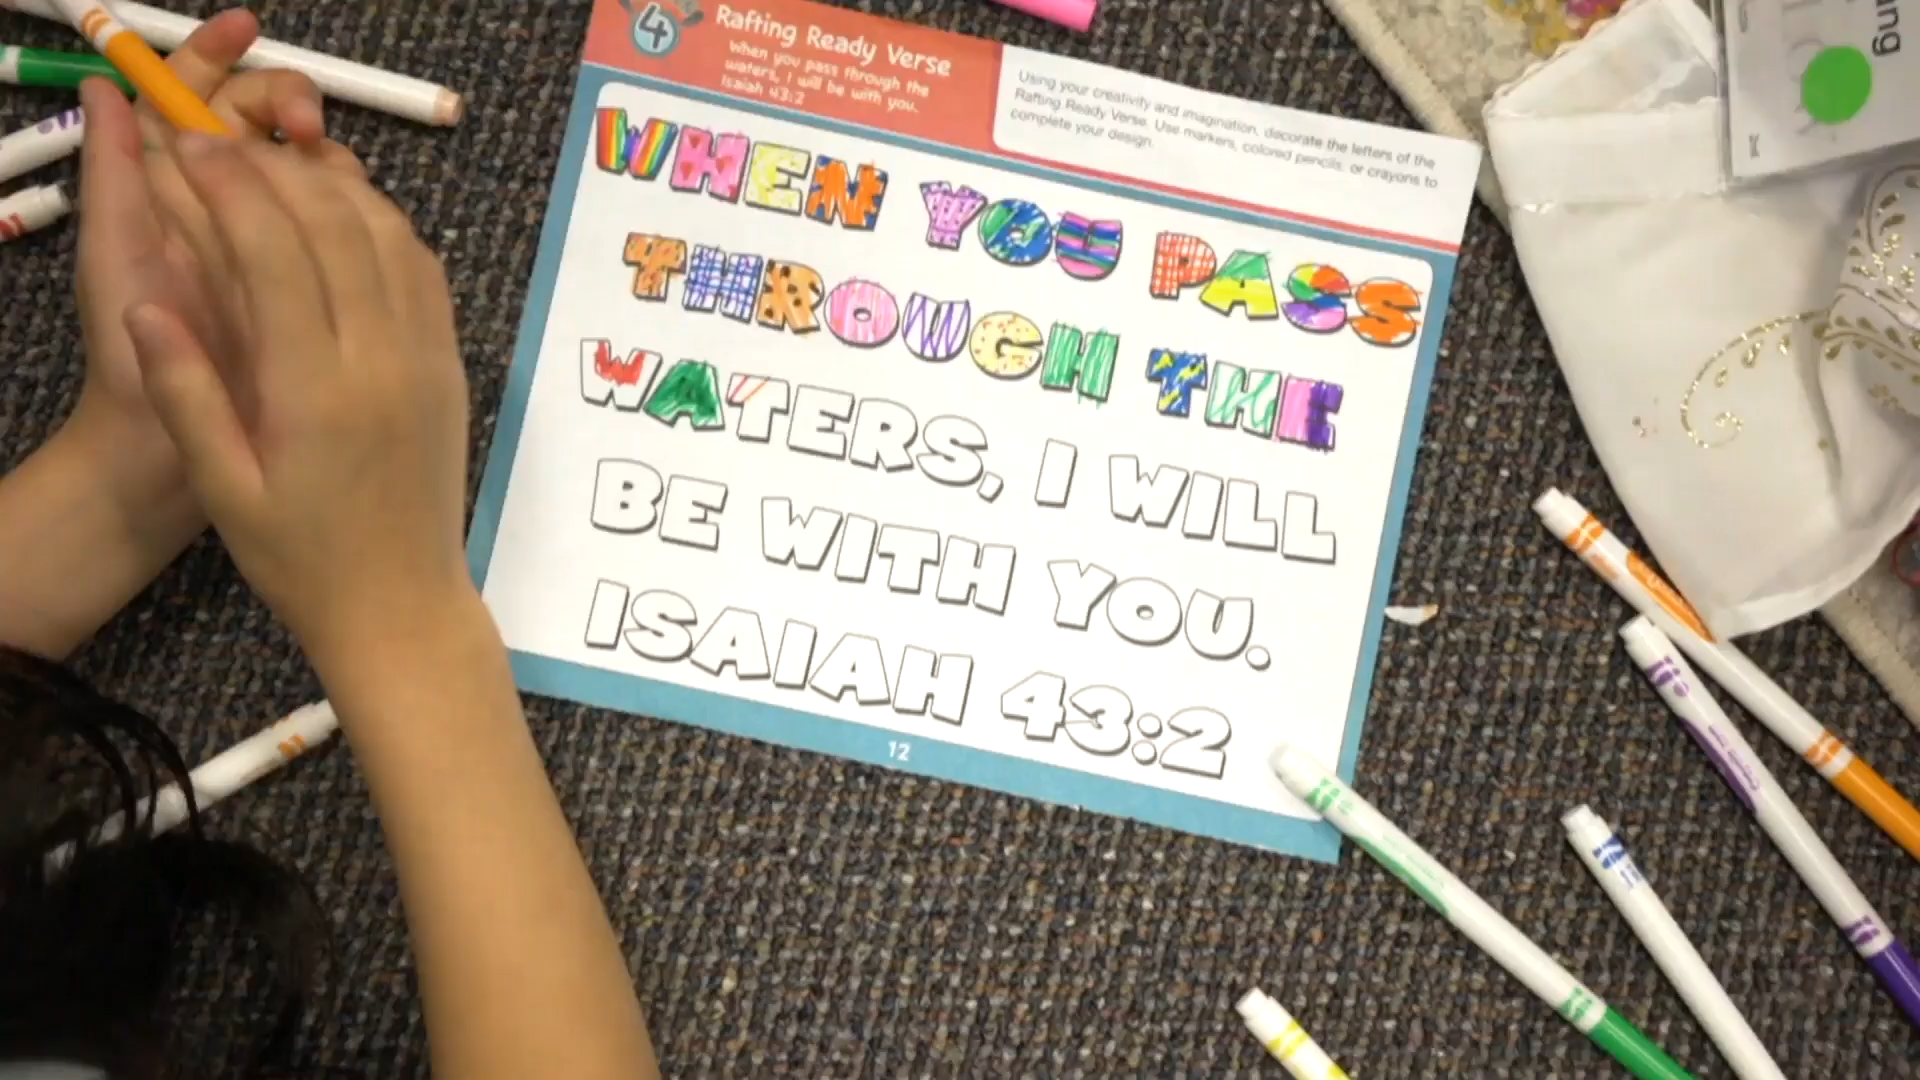 4
Rafting Ready Verse
When you pass through the
waters, I will be with you.
Isaiah 43:2
Using your creativity and imagination, decorate the letters of the
Rafting Ready Verse. Use markers, colored pencils, or crayons to
complete your design.
WHEN YOU PASS
THROUGH THE
WATERS, I WILL
BE WITH YOU.
ISAIAH 43:2
12